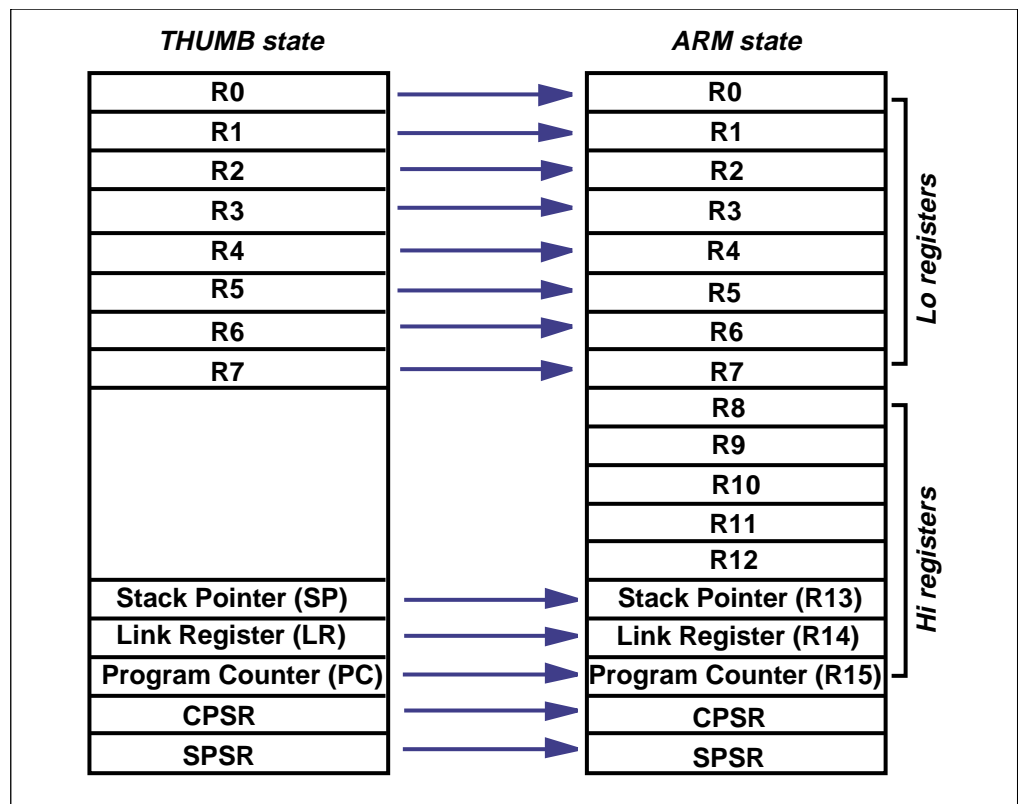 THUMB state
ARM state
R0
R0
R1
R1
R2
R2
R3
R3
R4
R4
R5
R5
R6
R6
R7
R7
Lo registers
R8
R9
R10
R11
R12
Stack Pointer (SP)
Stack Pointer (R13)
Link Register (LR)
Link Register (R14)
Program Counter (PC)
Program Counter (R15)
Hi registers
CPSR
CPSR
SPSR
SPSR